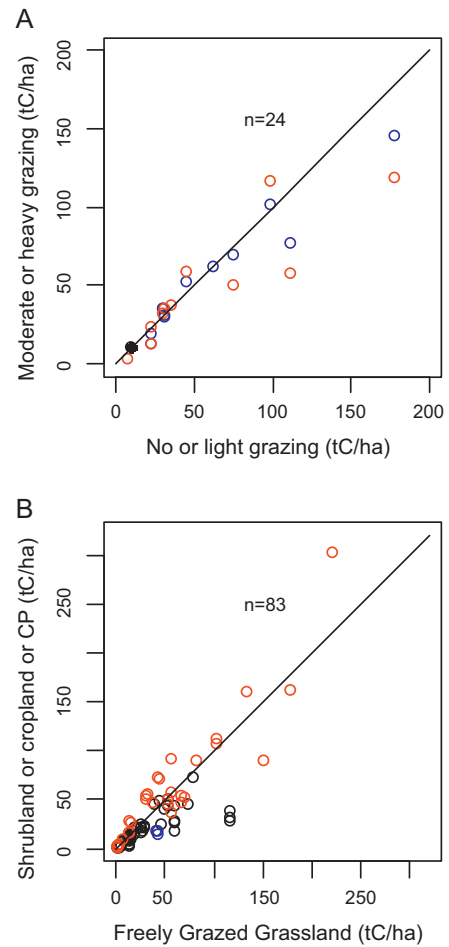 A
Moderate or heavy grazing (tC/ha)
200
150
100
50
0
n=24
0 50 100 150 200
No or light grazing (tC/ha)
B
Shrubland or cropland or CP (tC/ha)
250
150
50
0
n=83
0 50 150 250
Freely Grazed Grassland (tC/ha)